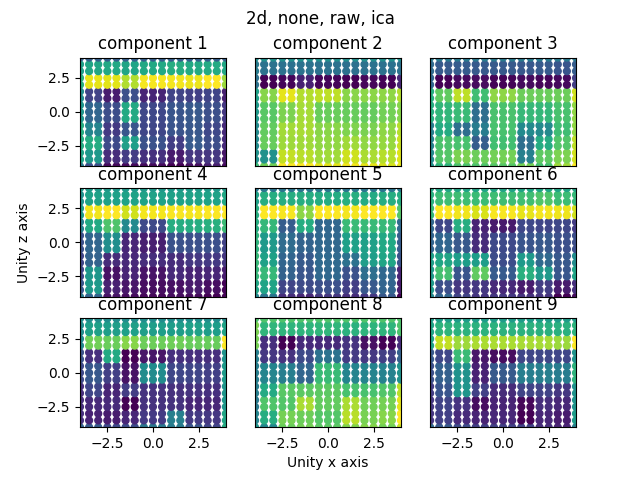 2d, none, raw, ica
component 1 component 2 component 3
2.5
0.0
−2.5
component 4 component 5 component 6
2.5
0.0
−2.5
Unity z axis
component 7 component 8 component 9
2.5
0.0
−2.5
−2.5 0.0 2.5 −2.5 0.0 2.5 −2.5 0.0 2.5
Unity x axis